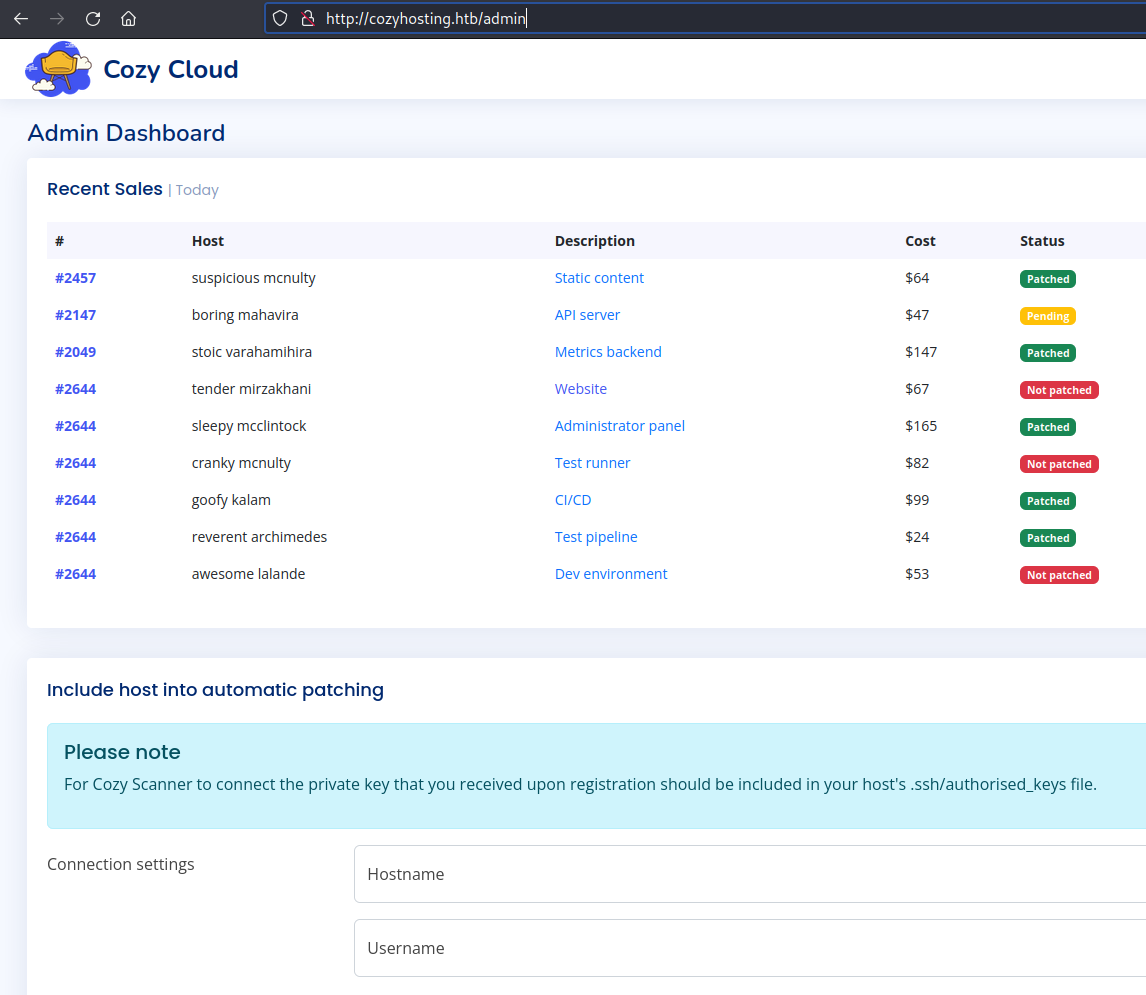 http://cozyhosting.htb/admin
Cozy Cloud
Admin Dashboard
Recent Sales | Today
# Host Description Cost Status
#2457 suspicious mcnulty Static content $64 Patched
#2147 boring mahavira API server $47 Pending
#2049 stoic varahamihira Metrics backend $147 Patched
#2644 tender mirzakhani Website $67 Not patched
#2644 sleepy mcclintock Administrator panel $165 Patched
#2644 cranky mcnulty Test runner $82 Not patched
#2644 goofy kalam CI/CD $99 Patched
#2644 reverent archimedes Test pipeline $24 Patched
#2644 awesome lalande Dev environment $53 Not patched
Include host into automatic patching
Please note
For Cozy Scanner to connect the private key that you received upon registration should be included in your host's .ssh/authorised_keys file.
Connection settings Hostname
Username